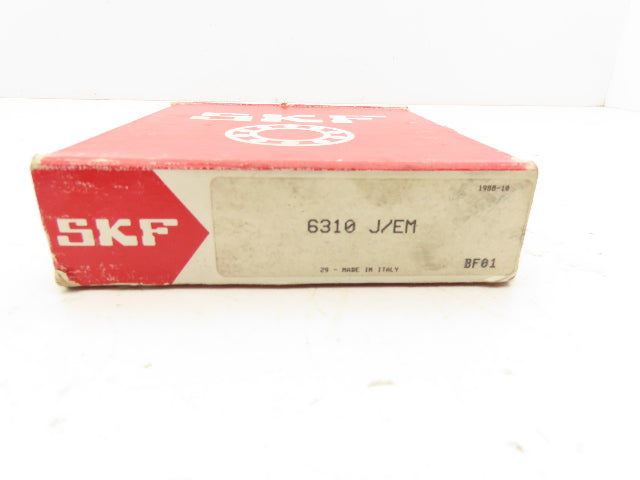 SKF
SKF
1988-10
6310 J/EM
29 - MADE IN ITALY
BF01